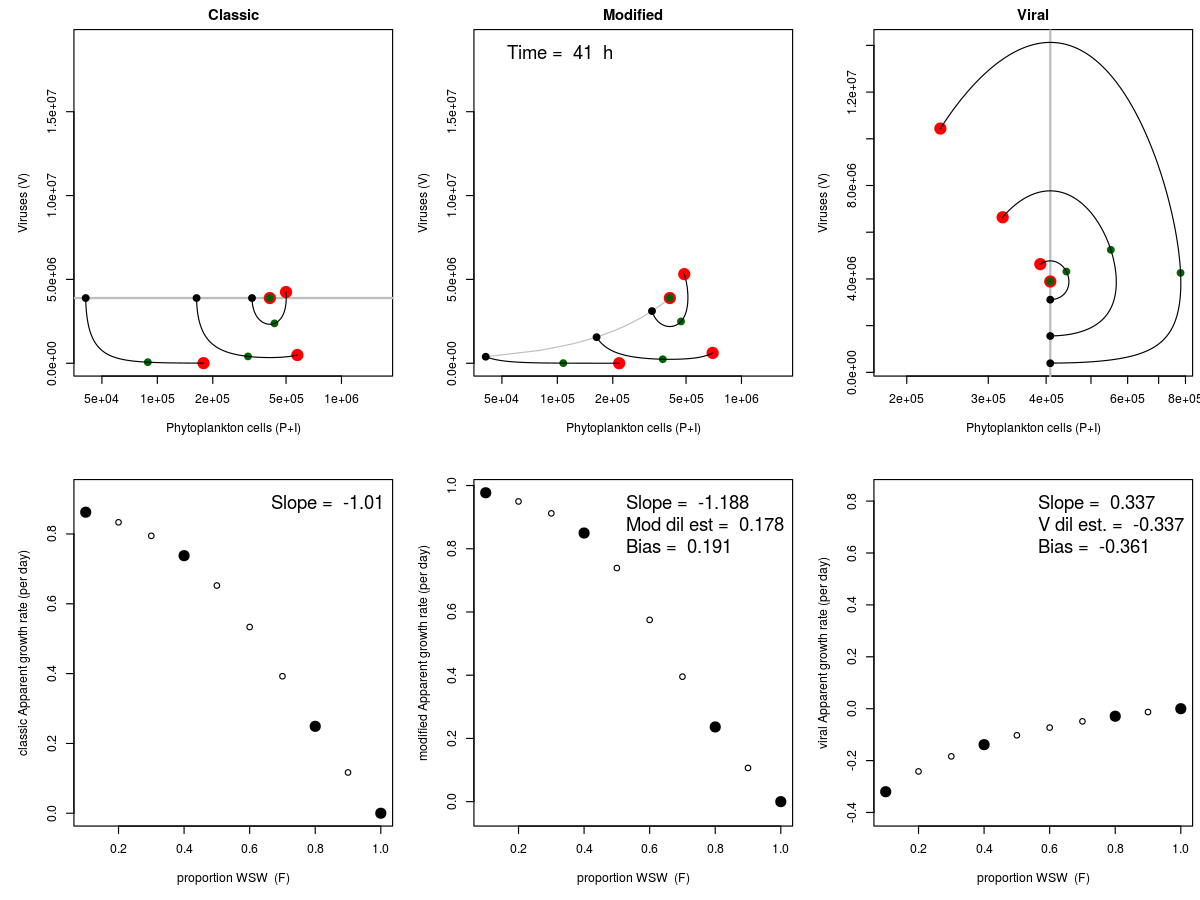 Classic
Modified
Viral
Time = 41 h
Viruses (V)
0.0e+00
5.0e+06
1.0e+07
1.5e+07
5e+04 1e+05 2e+05 5e+05 1e+06
Phytoplankton cells (P+I)
Viruses (V)
0.0e+00
5.0e+06
1.0e+07
1.5e+07
5e+04 1e+05 2e+05 5e+05 1e+06
Phytoplankton cells (P+I)
Viruses (V)
0.0e+00
4.0e+06
8.0e+06
1.2e+07
2e+05 3e+05 4e+05 6e+05 8e+05
Phytoplankton cells (P+I)
Slope = -1.01
classic Apparent growth rate (per day)
0.0
0.2
0.4
0.6
0.8
0.2 0.4 0.6 0.8 1.0
proportion WSW (F)
Slope = -1.188
Mod dil est = 0.178
Bias = 0.191
modified Apparent growth rate (per day)
0.0
0.2
0.4
0.6
0.8
1.0
0.2 0.4 0.6 0.8 1.0
proportion WSW (F)
Slope = 0.337
V dil est. = -0.337
Bias = -0.361
viral Apparent growth rate (per day)
-0.4
-0.2
0.0
0.2
0.4
0.6
0.8
0.2 0.4 0.6 0.8 1.0
proportion WSW (F)